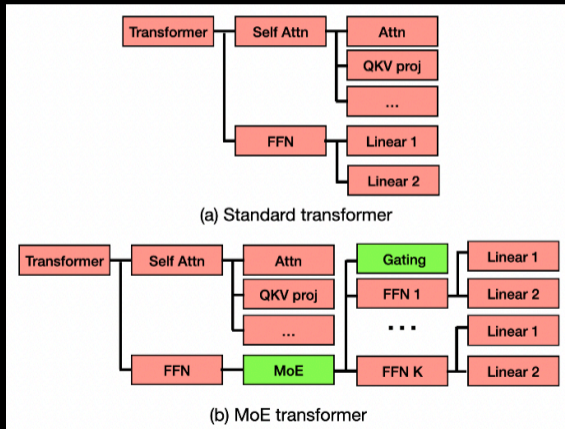 Transformer Self Attn Attn
QKV proj
...
FFN Linear 1
Linear 2
(a) Standard transformer
Gating Linear 1
Transformer Self Attn Attn
QKV proj FFN 1 Linear 2
... ... Linear 1
FFN MoE FFN K Linear 2
(b) MoE transformer